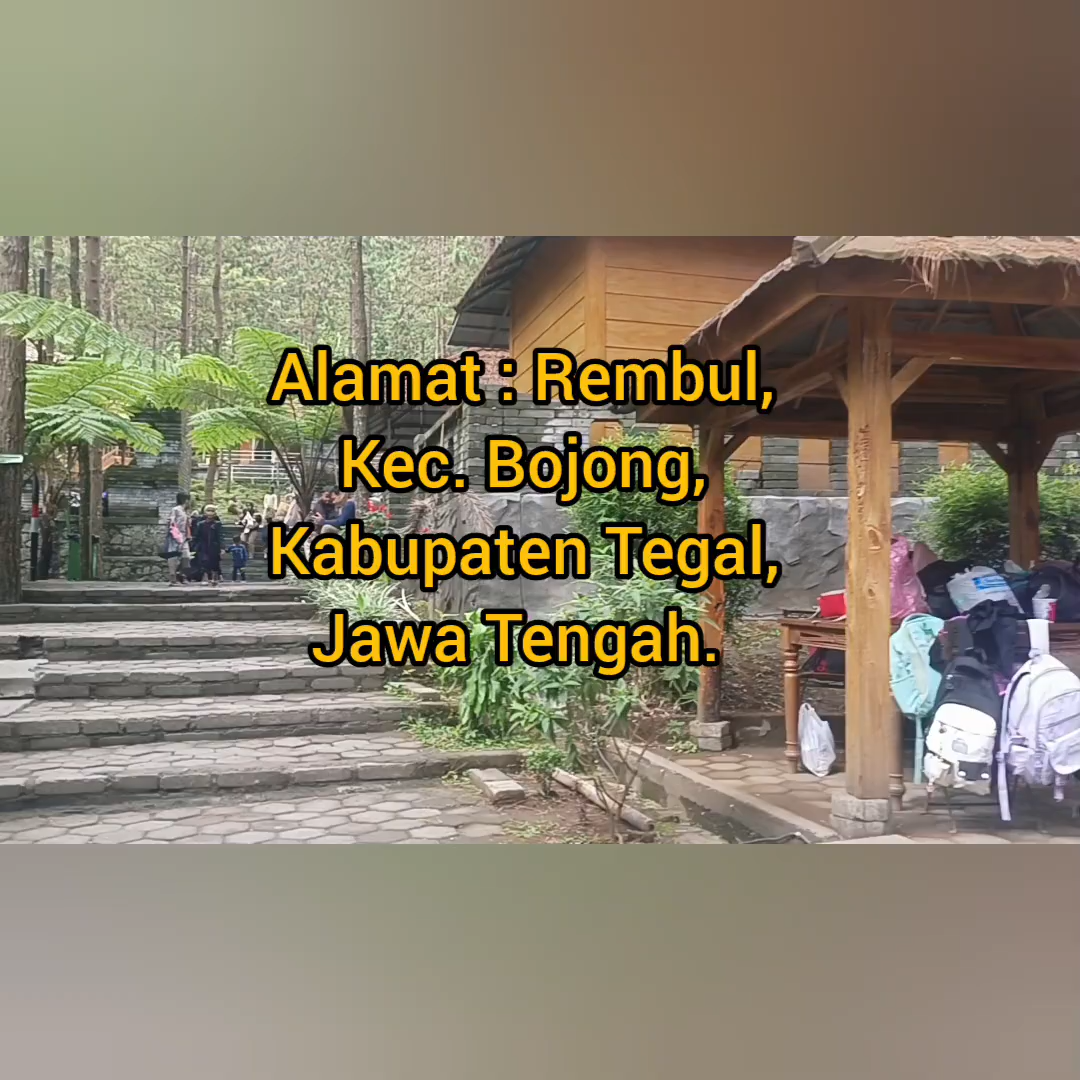 Alamat : Rembul,
Kec. Bojong,
Kabupaten Tegal,
Jawa Tengah.